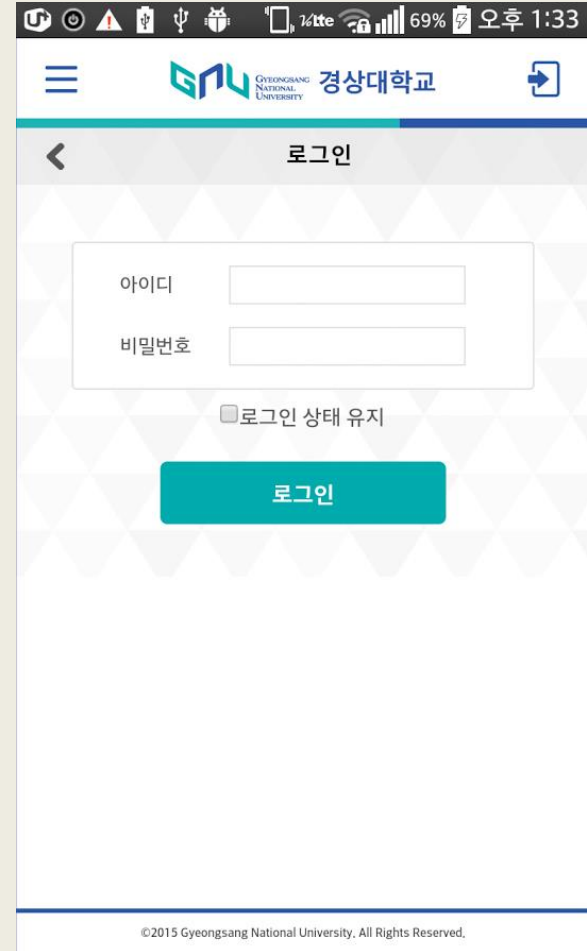 69% 오후 1:33
GNU GYEONGSANG NATIONAL UNIVERSITY 경상대학교
로그인
아이디
비밀번호
로그인 상태 유지
로그인
©2015 Gyeongsang National University. All Rights Reserved.